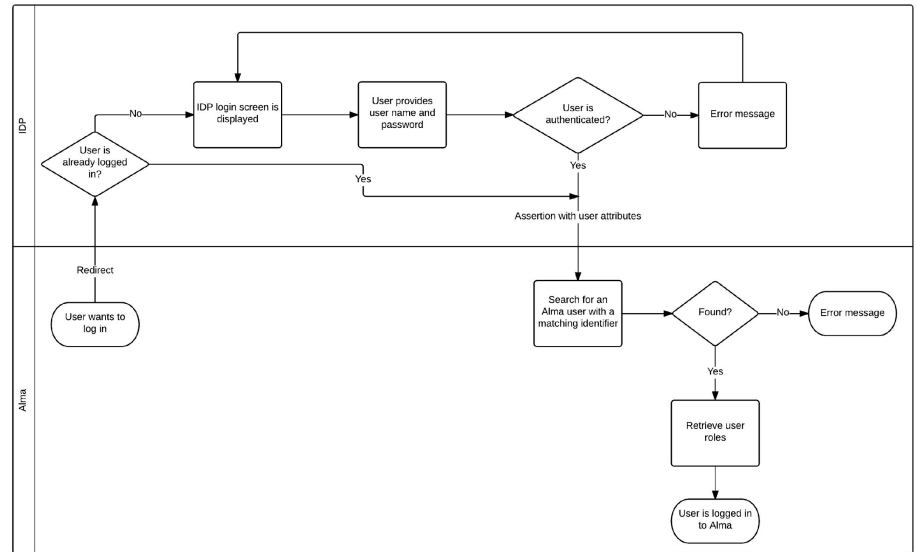 IDP
No
IDP login screen is
displayed
User provides
user name and
password
User is
authenticated?
No
Error message
User is
already logged
in?
Yes
Yes
Assertion with user attributes
Alma
Redirect
User wants to
log in
Search for an
Alma user with a
matching identifier
Found?
No
Error message
Yes
Retrieve user
roles
User is logged in
to Alma